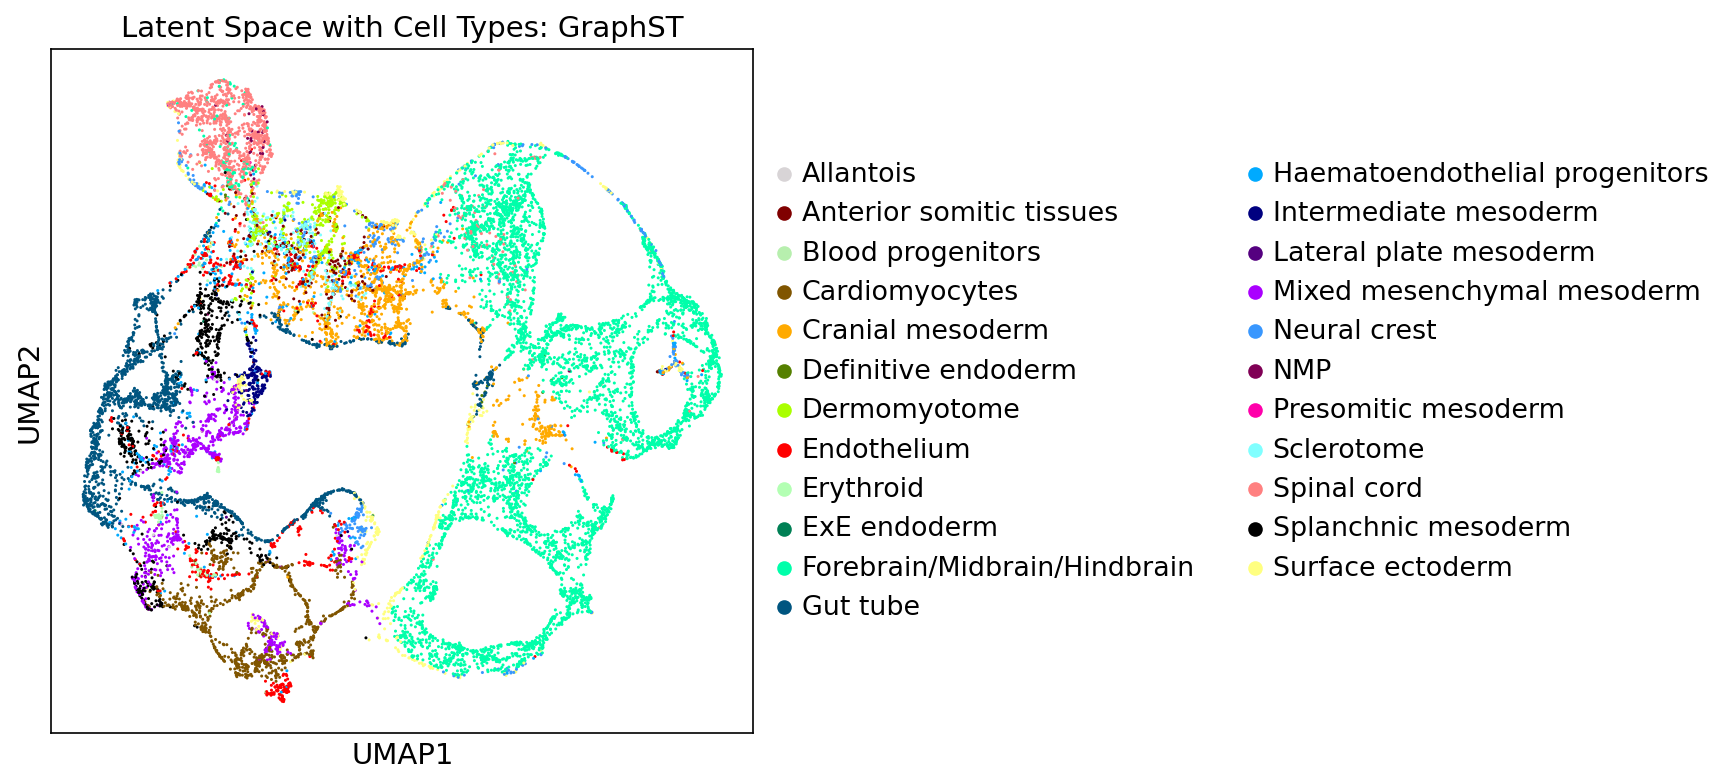 Latent Space with Cell Types: GraphST
UMAP2
UMAP1
Allantois
Anterior somitic tissues
Blood progenitors
Cardiomyocytes
Cranial mesoderm
Definitive endoderm
Dermomyotome
Endothelium
Erythroid
ExE endoderm
Forebrain/Midbrain/Hindbrain
Gut tube
Haematoendothelial progenitors
Intermediate mesoderm
Lateral plate mesoderm
Mixed mesenchymal mesoderm
Neural crest
NMP
Presomitic mesoderm
Sclerotome
Spinal cord
Splanchnic mesoderm
Surface ectoderm